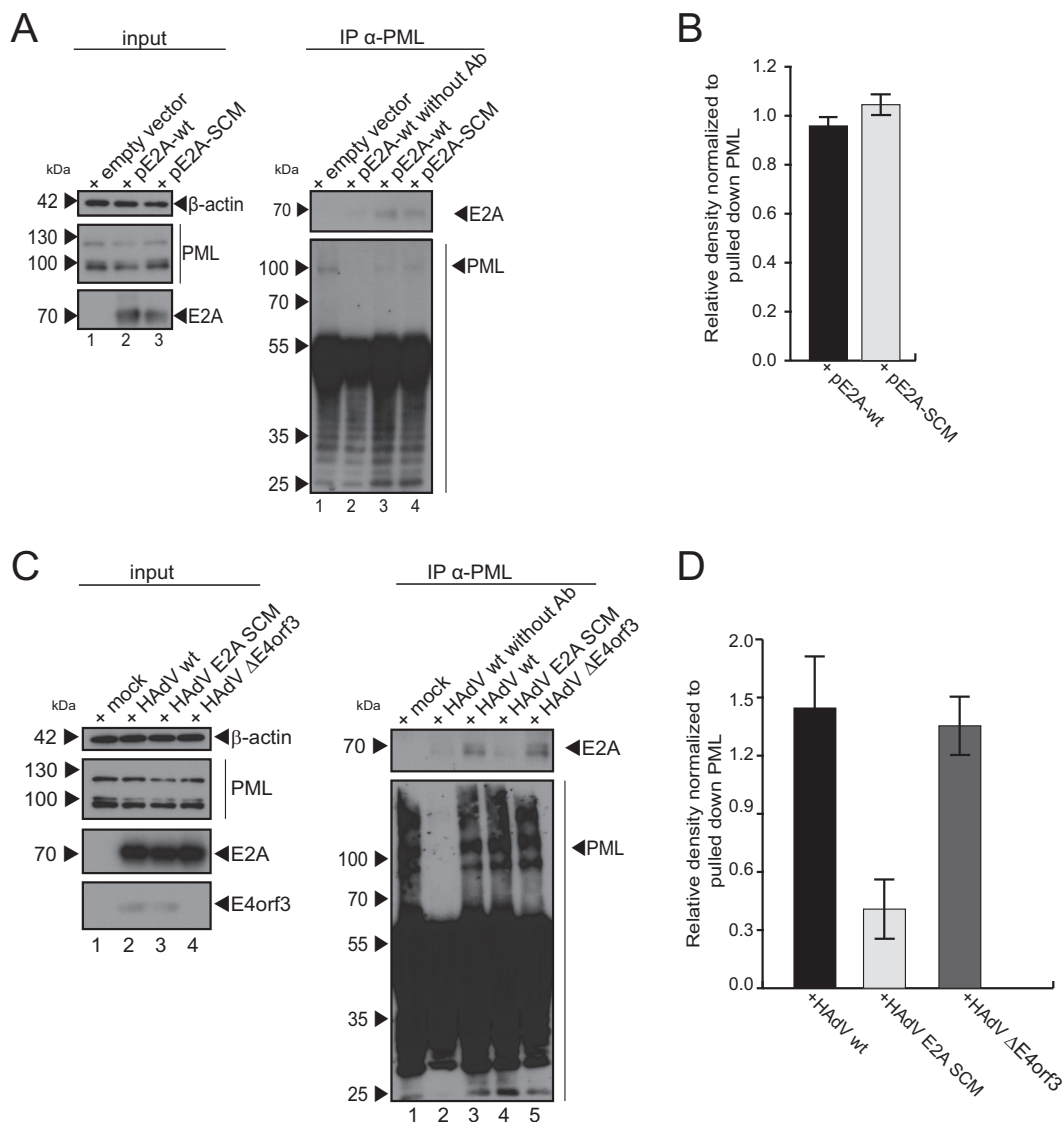 A
input
IP α-PML
kDa
+ empty vector
+ pE2A-wt
+ pE2A-SCM
42
β-actin
130
100
PML
70
E2A
1 2 3
kDa
+ empty vector
+ pE2A-wt without Ab
+ pE2A-wt
+ pE2A-SCM
70
E2A
100
PML
70
55
35
25
1 2 3 4
B
Relative density normalized to
pulled down PML
1.2
1.0
0.6
0.4
0.2
0.0
+ pE2A-wt
+ pE2A-SCM
C
input
IP α-PML
kDa
+ mock
+ HAdV wt
+ HAdV E2A SCM
+ HAdV ΔE4orf3
42
β-actin
130
100
PML
70
E2A
E4orf3
1 2 3 4
kDa
+ mock
+ HAdV wt without Ab
+ HAdV wt
+ HAdV E2A SCM
+ HAdV ΔE4orf3
70
E2A
100
PML
70
55
35
25
1 2 3 4 5
D
Relative density normalized to
pulled down PML
2.0
1.5
1.2
1.9
0.6
0.3
0.0
+HAdV wt
+HAdV E2A SCM
+HAdV ΔE4orf3